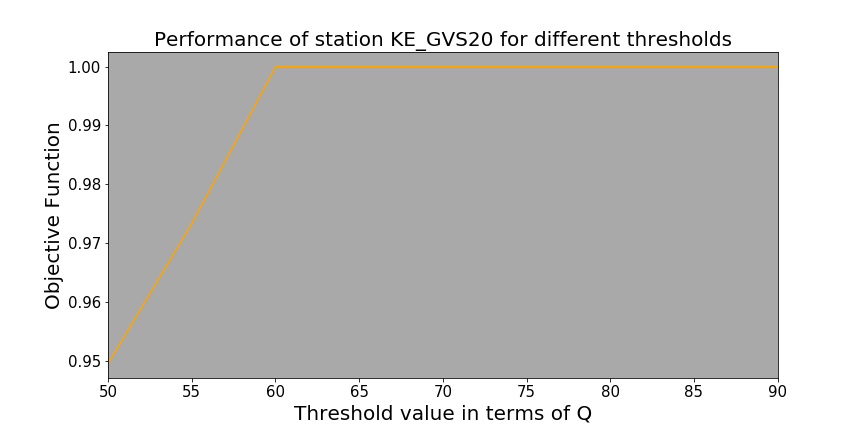 Performance of station KE_GVS20 for different thresholds
Objective Function
1.00
0.99
0.98
0.97
0.96
0.95
50 55 60 65 70 75 80 85 90
Threshold value in terms of Q